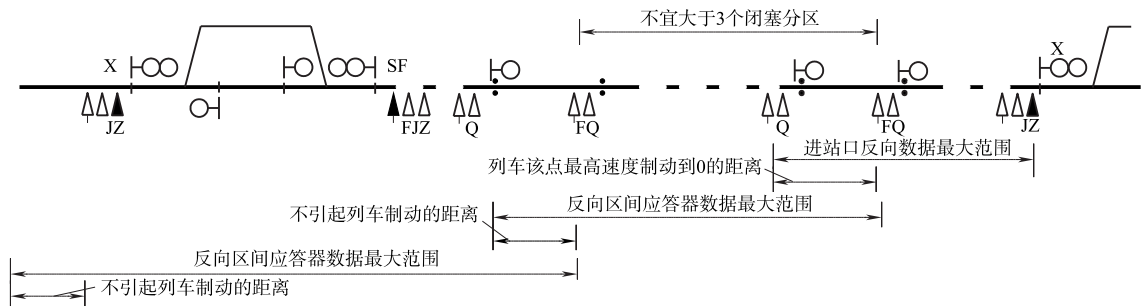 不宜大于3个闭塞分区
X
SF
X
JZ
FJZ
Q
FQ
Q
FQ
JZ
进站口反向数据最大范围
列车该点最高速度制动到0的距离
反向区间应答器数据最大范围
不引起列车制动的距离
反向区间应答器数据最大范围
不引起列车制动的距离